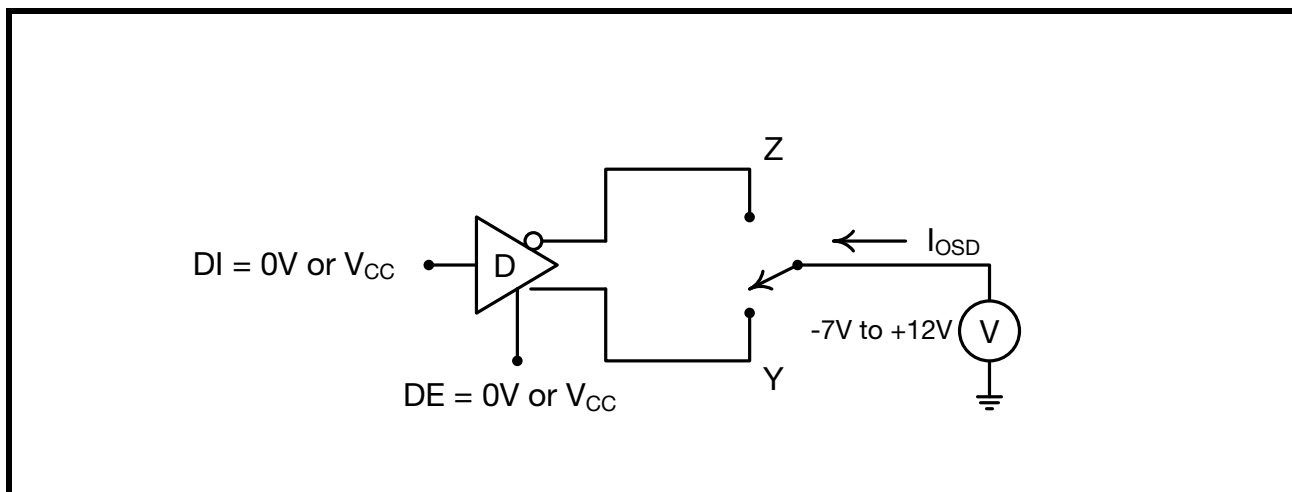 Z
I_OSD
DI = 0V or V_CC
D
-7V to +12V
V
Y
DE = 0V or V_CC